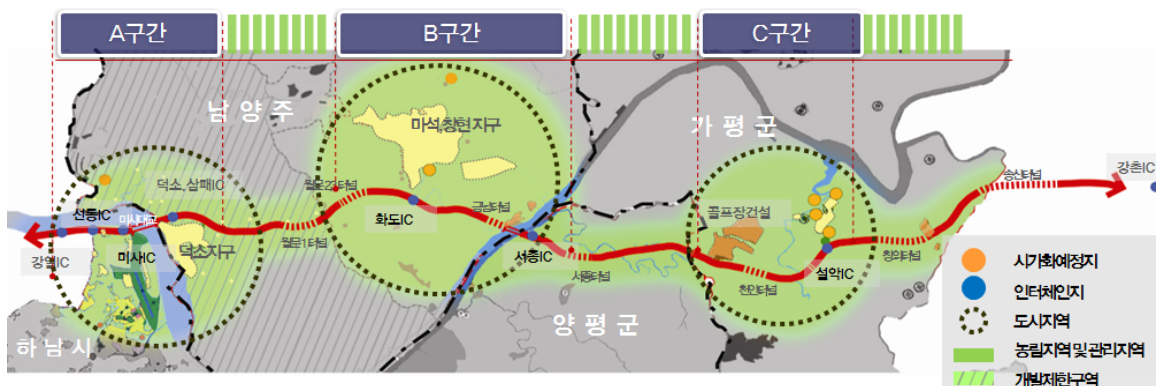 A구간
B구간
C구간
남 양 주
가 평 군
마석,창현 지구
강촌IC
송산터널
덕소, 삼패IC
월문2터널
선동IC
미사대교
화도IC
금남터널
골프장건설
강일IC
미사IC
덕소지구
월문1터널
서종IC
서종터널
설악IC
천안터널
창의터널
양 평 군
하 남 시
시가화예정지
인터체인지
도시지역
농림지역 및 관리지역
개발제한구역